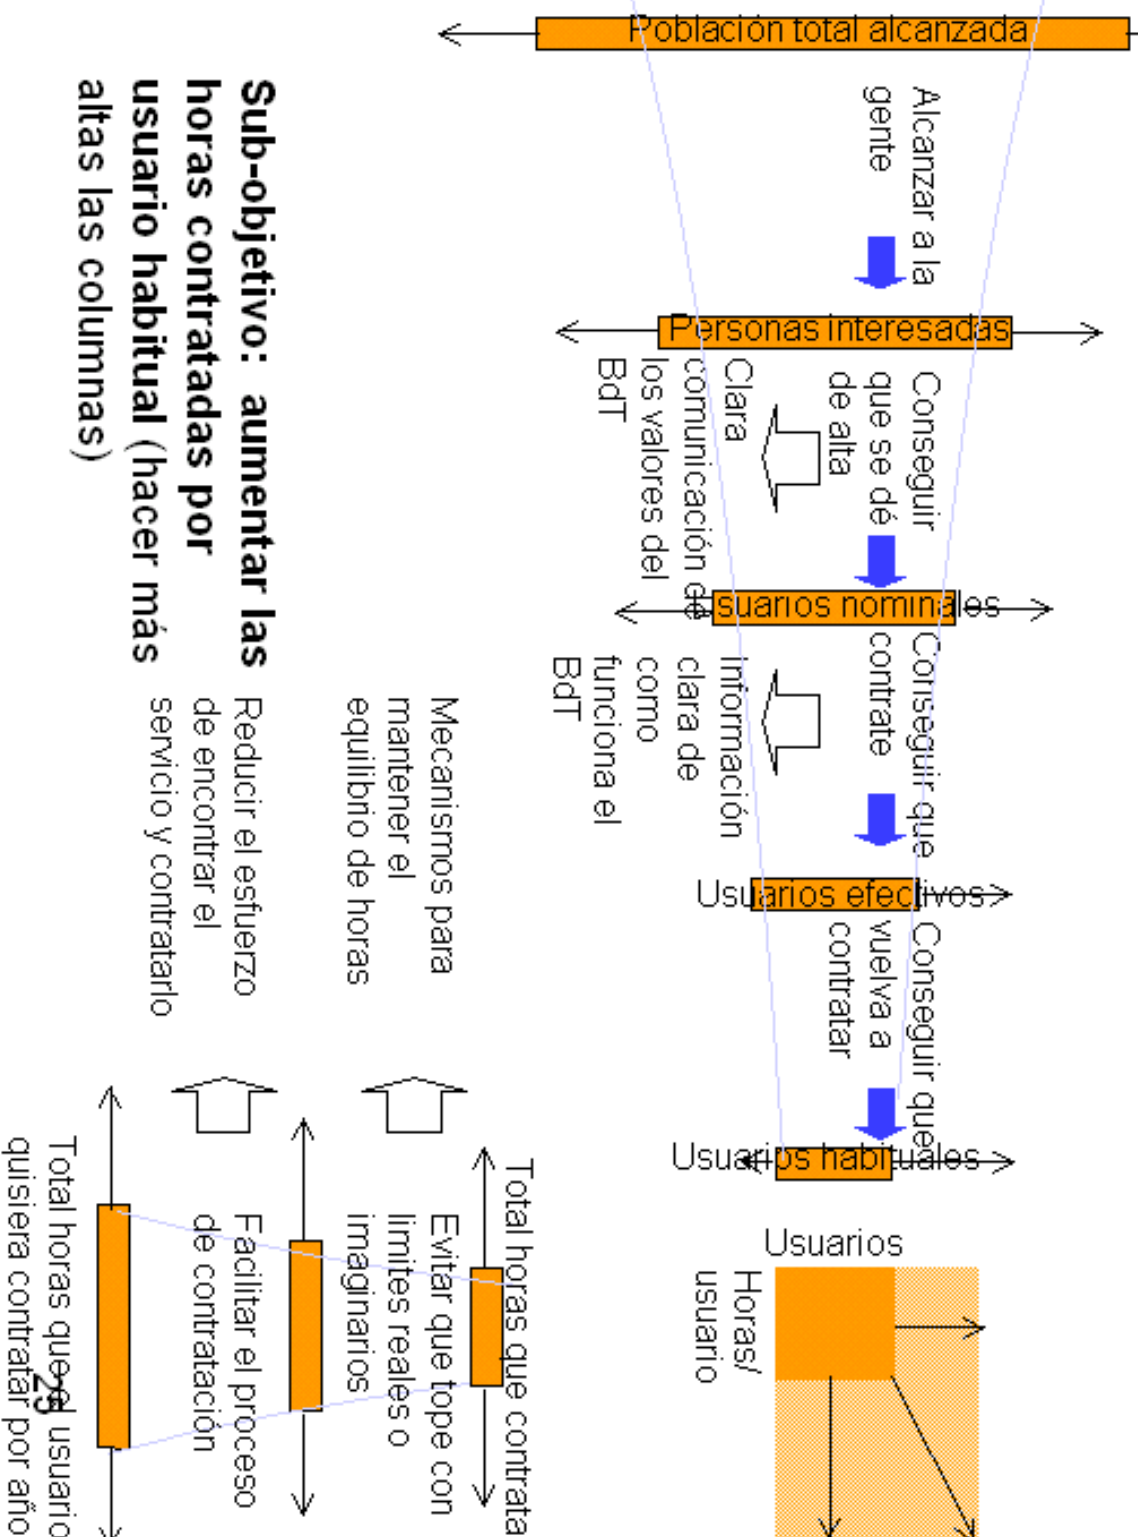 Población total alcanzada
Alcanzar a la
gente
Personas interesadas
Conseguir
que se dé
de alta
Clara
comunicación de
los valores del
BdT
suarios nominales
Conseguir que
contrate
Información
clara de
como
funciona el
BdT
Usuarios efectivos
Conseguir que
vuelva a
contratar
Usuarios habituales
Usuarios
Horas/
usuario
Sub-objetivo: aumentar las
horas contratadas por
usuario habitual (hacer más
altas las columnas)
Mecanismos para
mantener el
equilibrio de horas
Reducir el esfuerzo
de encontrar el
servicio y contratarlo
Total horas que contrata
Evitar que tope con
limites reales o
imaginarios
Facilitar el proceso
de contratación
Total horas que el usuario
quisiera contratar por año